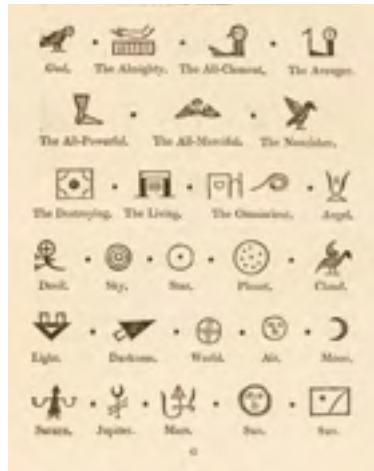 God. The Almighty. The All-Clement. The Avenger.
The All-Powerful. The All-Merciful. The Nourisher.
The Destroying. The Living. The Omniscient. Angel.
Devil. Sky. Star. Planet. Cloud.
Light. Darkness. World. Air. Moon.
Saturn. Jupiter. Mars. Sun.